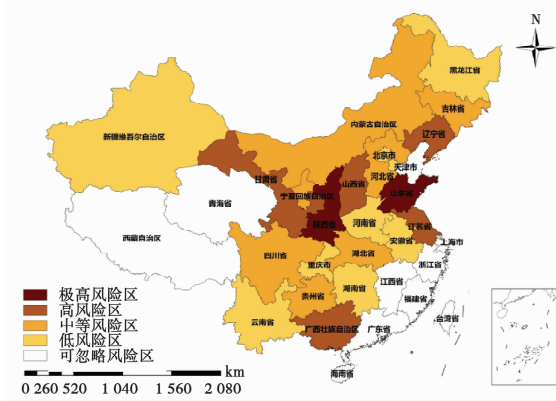 N
黑龙江省
吉林省
新疆维吾尔自治区
内蒙古自治区
辽宁省
北京市
天津市
甘肃省
河北省
宁夏回族自治区
山西省
山东省
青海省
陕西省
河南省
江苏省
西藏自治区
安徽省
上海市
四川省
湖北省
重庆市
浙江省
江西省
湖南省
贵州省
福建省
云南省
台湾省
广西壮族自治区
广东省
海南省
极高风险区
高风险区
中等风险区
低风险区
可忽略风险区
km
0 260 520 1 040 1 560 2 080